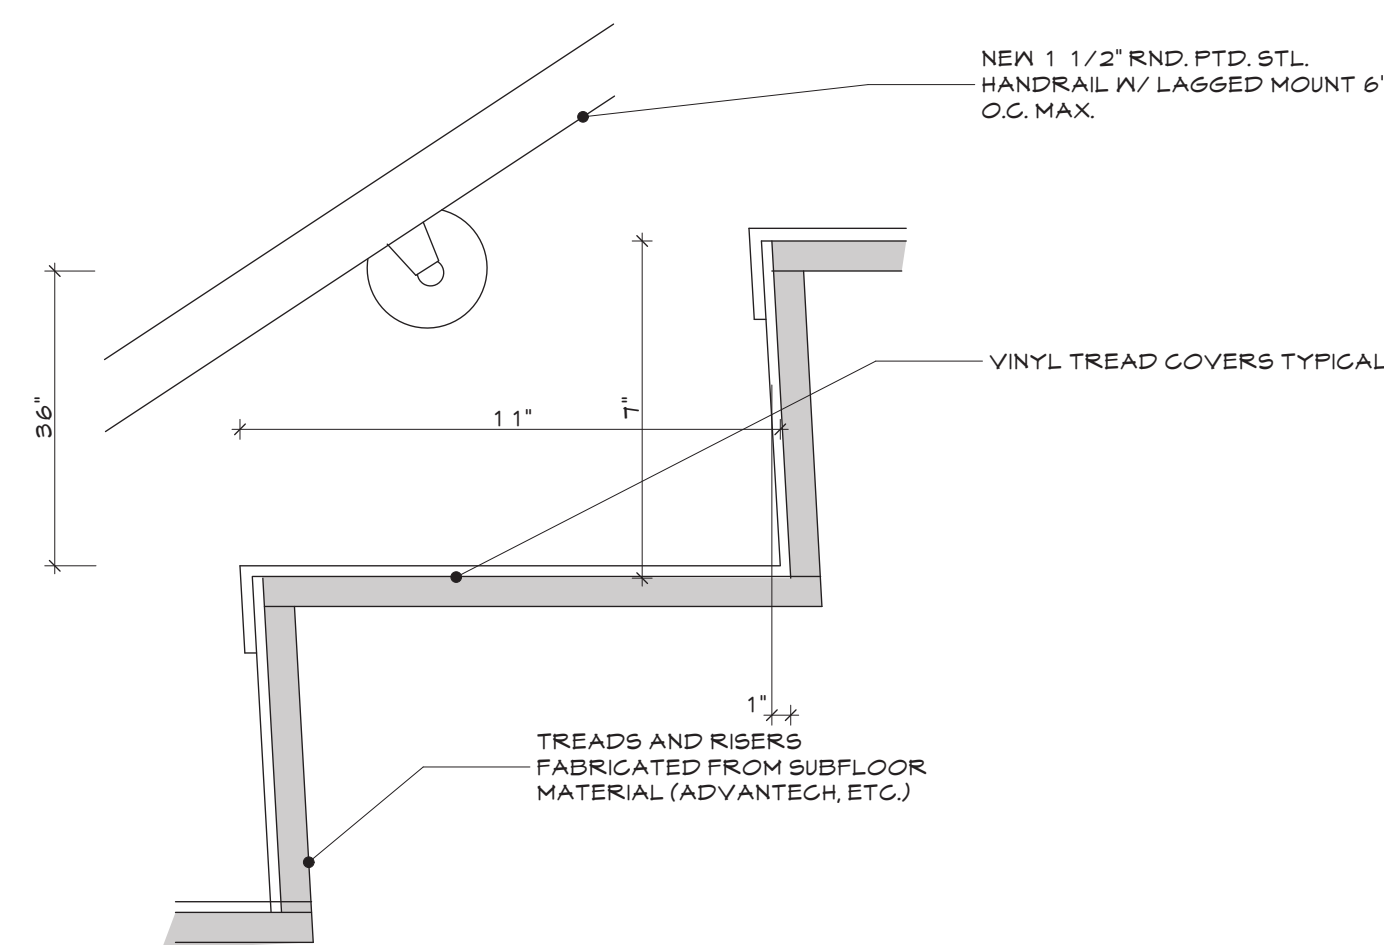 NEW 1 1/2" RND. PTD. STL.
HANDRAIL W/ LAGGED MOUNT 6'
O.C. MAX.
VINYL TREAD COVERS TYPICAL
36"
11"
7"
1"
TREADS AND RISERS
FABRICATED FROM SUBFLOOR
MATERIAL (ADVANTECH, ETC.)